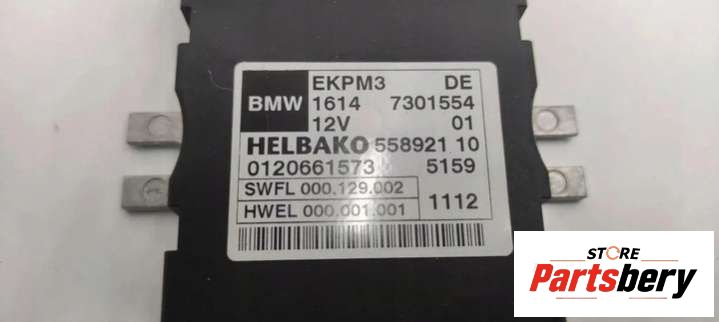 EKPM3 DE
BMW 1614 7301554
12V 01
HELBAKO 558921 10
0120661573 5159
SWFL 000.129.002
HWEL 000.001.001 1112
STORE
Partsbery